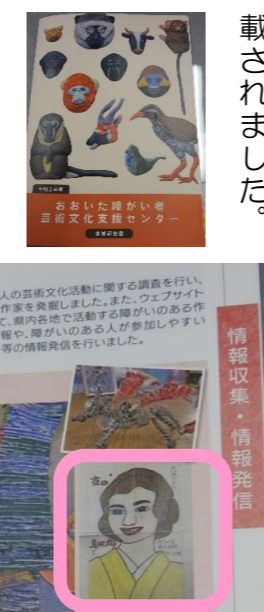 載されました。
令和2年度
おおいた障がい者
芸術文化支援センター
事業報告書
人の芸術文化活動に関する調査を行い、
作家を発掘しました。また、ウェブサイト
て、県内各地で活動する障がいのある作
報や、障がいのある人が参加しやすい
等の情報発信を行いました。
情報収集・情報発信